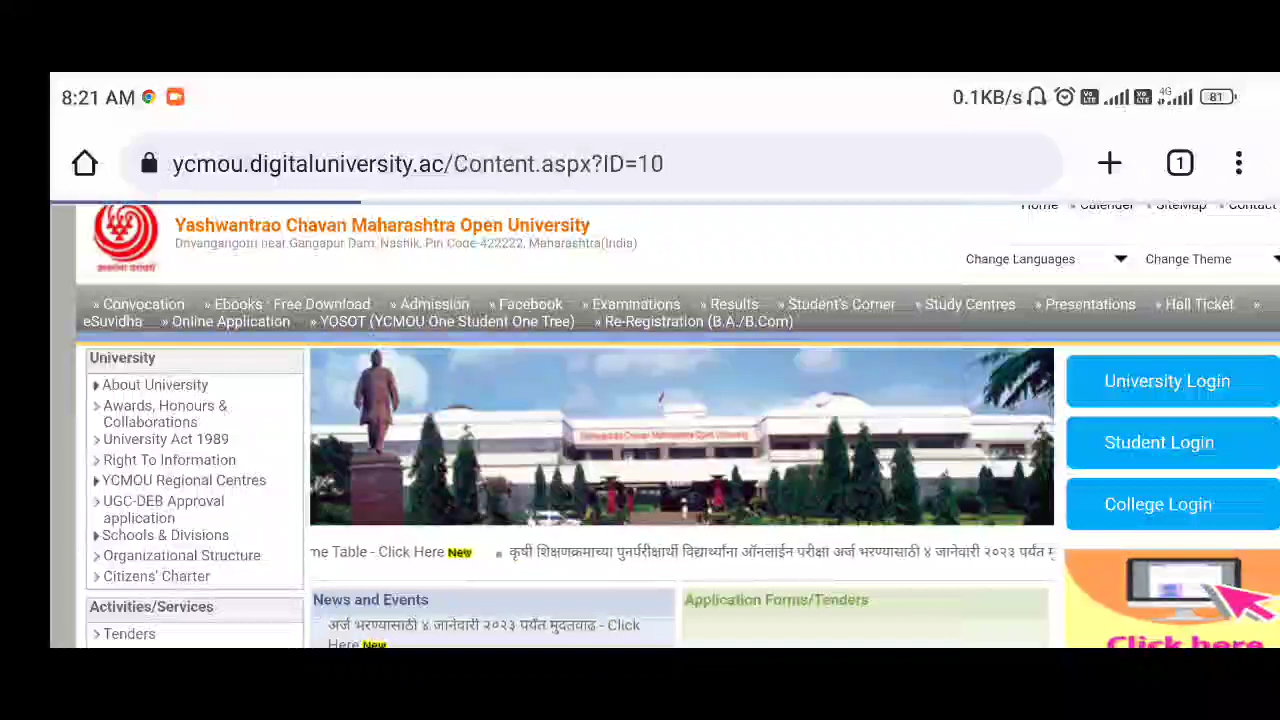 8:21 AM
0.1KB/s
4G
81
ycmou.digitaluniversity.ac/Content.aspx?ID=10
1
Yashwantrao Chavan Maharashtra Open University
Dnyangangotri near Gangapur Dam, Nashik, Pin Code-422222, Maharashtra(India)
Home » Calender » SiteMap » Contact
Change Languages
Change Theme
» Convocation » Ebooks : Free Download » Admission » Facebook » Examinations » Results » Student's Corner » Study Centres » Presentations » Hall Ticket »
eSuvidha » Online Application » YOSOT (YCMOU One Student One Tree) » Re-Registration (B.A./B.Com)
University
About University
Awards, Honours &
Collaborations
University Act 1989
Right To Information
YCMOU Regional Centres
UGC-DEB Approval
application
Schools & Divisions
Organizational Structure
Citizens' Charter
Activities/Services
Tenders
Yashwantrao Chavan Maharashtra Open University
University Login
Student Login
College Login
me Table - Click Here New
कृषी शिक्षणक्रमाच्या पुनर्परीक्षार्थी विद्यार्थ्यांना ऑनलाईन परीक्षा अर्ज भरण्यासाठी ४ जानेवारी २०२३ पर्यंत
News and Events
अर्ज भरण्यासाठी ४ जानेवारी २०२३ पर्यंत मुदतवाढ - Click
Here New
Application Forms/Tenders
Click here